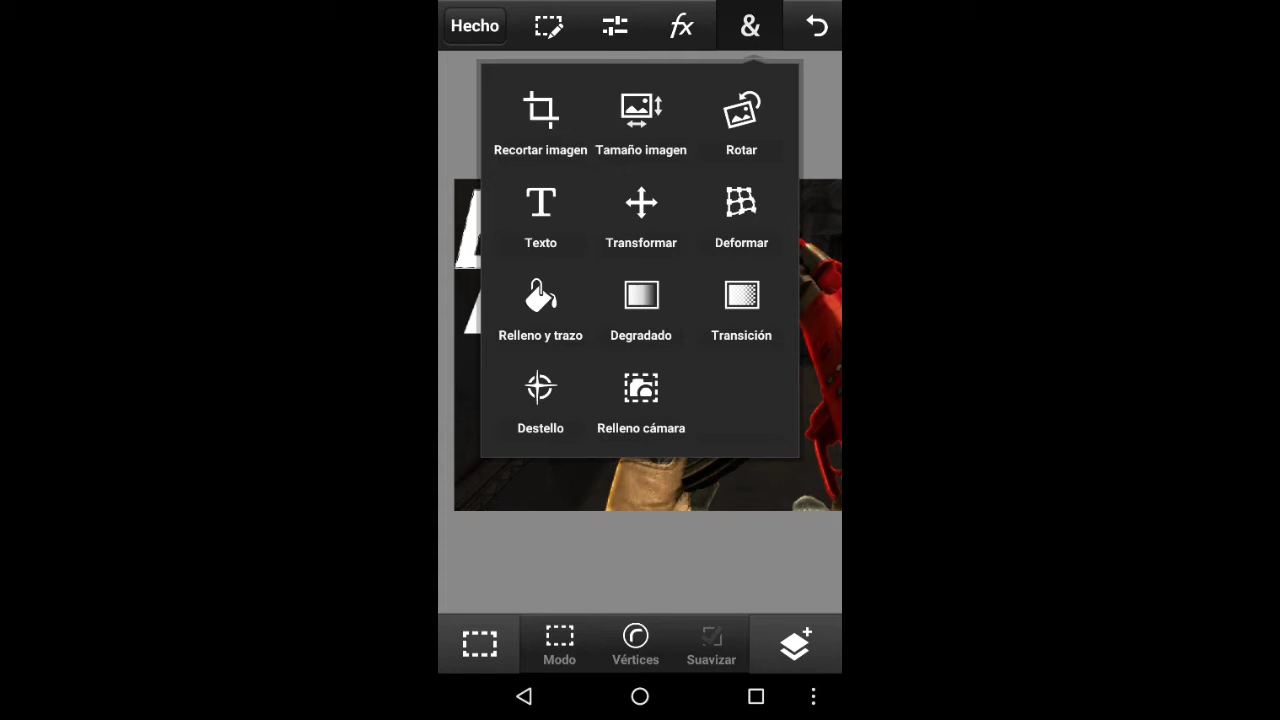 Hecho fx &
Recortar imagen Tamaño imagen Rotar
Texto Transformar Deformar
Relleno y trazo Degradado Transición
Destello Relleno cámara
Modo Vértices Suavizar